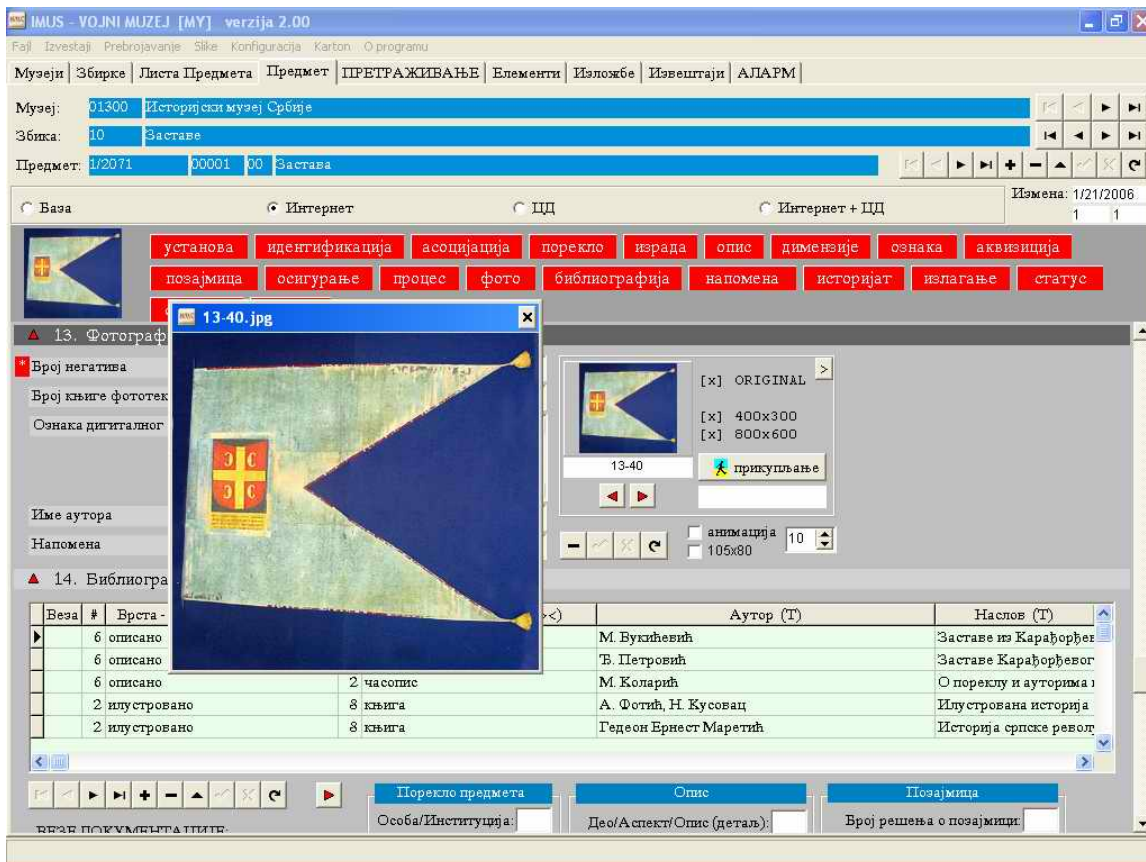 IMUS - VOJNI MUZEJ [MY] verzija 2.00
Fajl Izvestaji Prebrojavanje Slike Konfiguracija Karton O programu
Музеји Збирке Листа Предмета Предмет ПРЕТРАЖИВАЊЕ Елементи Изложбе Извештаји АЛАРМ
Музеј: 01300 Историјски музеј Србије
Збика: 10 Заставе
Предмет: 1/2071 00001 00 Застава
База Интернет ЦД Интернет + ЦД Измена: 1/21/2006
1 1
установа идентификација асоцијација порекло израда опис димензије ознака аквизиција
позајмица осигурање процес фото библиографија напомена историјат излагање статус
13-40.jpg
13. Фотограф
* Број негатива
Број књиге фототек
Ознака дигиталног
Име аутора
Напомена
[x] ORIGINAL >
[x] 400x300
[x] 800x600
13-40 прикупљање
анимација 10
105x80
14. Библиогра
Веза # Врста - ><) Аутор (Т) Наслов (Т)
6 описано М. Вукићевић Заставе из Карађорђев
6 описано Ђ. Петровић Заставе Карађорђевог
6 описано 2 часопис М. Коларић О пореклу и ауторима
2 илустровано 8 књига А. Фотић, Н. Кусовац Илустрована историја
2 илустровано 8 књига Гедеон Ернест Маретић Историја српске револ
Порекло предмета Опис Позајмица
ВЕЗЕ ДОКУМЕНТАЦИЈЕ: Особа/Институција: Део/Аспект/Опис (детаљ): Број решења о позајмици: